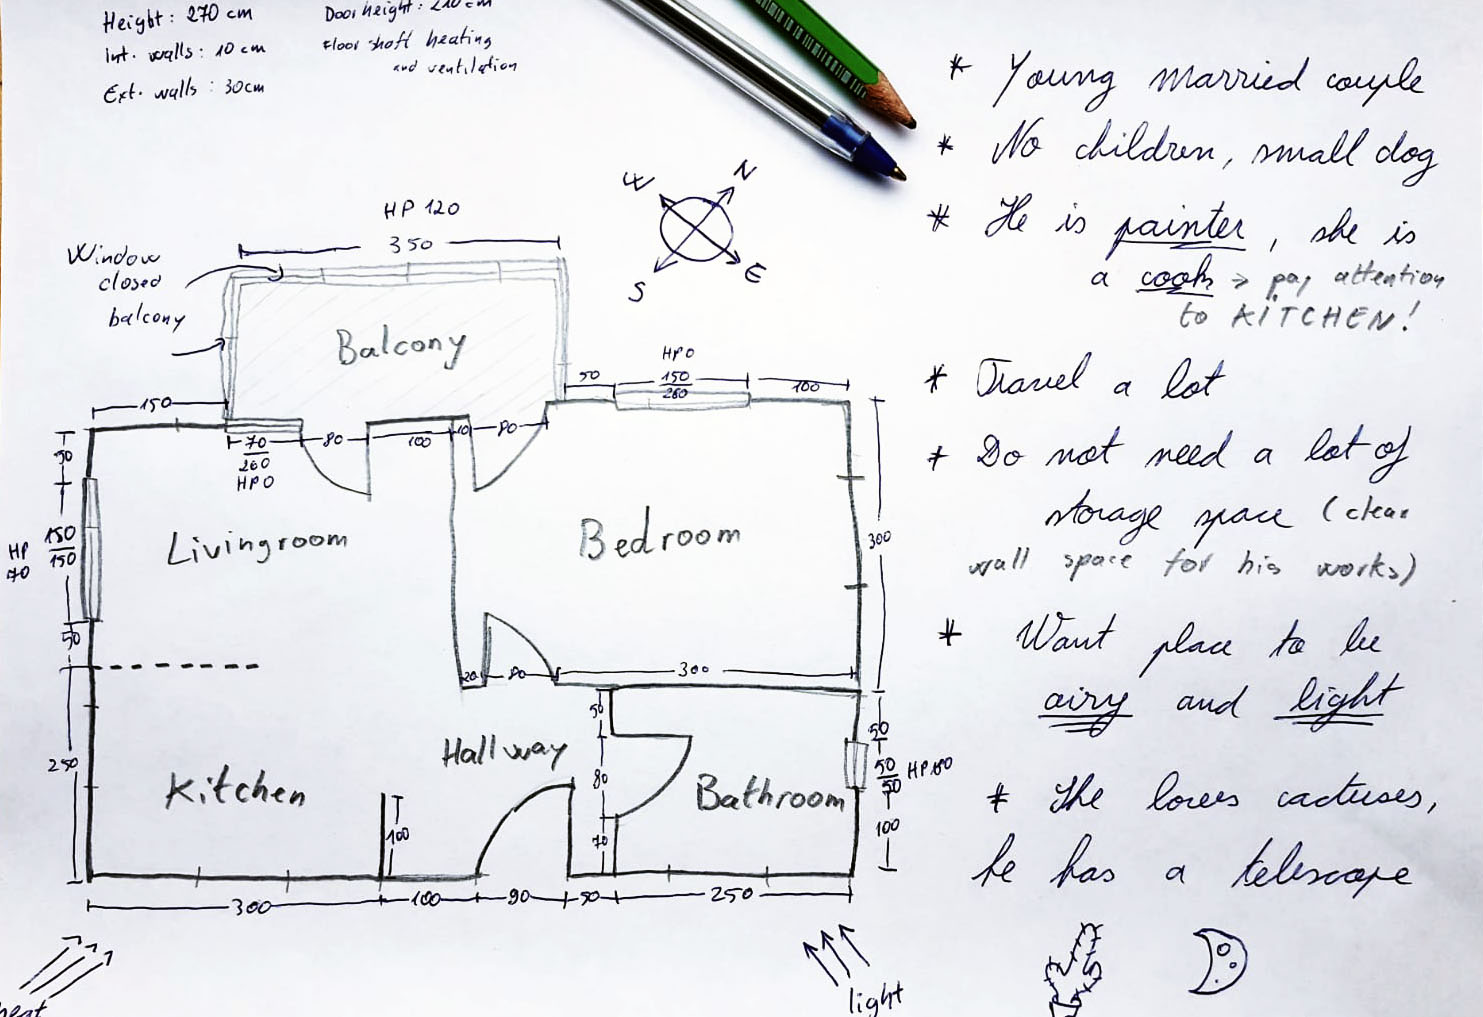 Height: 270 cm
Int. walls: 10 cm
Ext. walls: 30cm
Door height: 210 cm
Floor shaft heating
and ventilation
* Young married couple
* No children, small dog
* He is painter, she is
a cook → pay attention
to KITCHEN!
* Travel a lot
* Do not need a lot of
storage space (clear
wall space for his works)
* Want place to be
airy and light
* She loves cactuses,
he has a telescope
W N
S E
HP 120
350
Window
closed
balcony
Balcony
HPO
50 150 100
260
150
70 80 100 10 80
260
HPO
50
Livingroom
Bedroom
HP
70
150
150
300
50
20 80 300
50
250
Hallway
50
50
Kitchen
80
Bathroom
100
70
100
300 100 90 50 250
heat
light